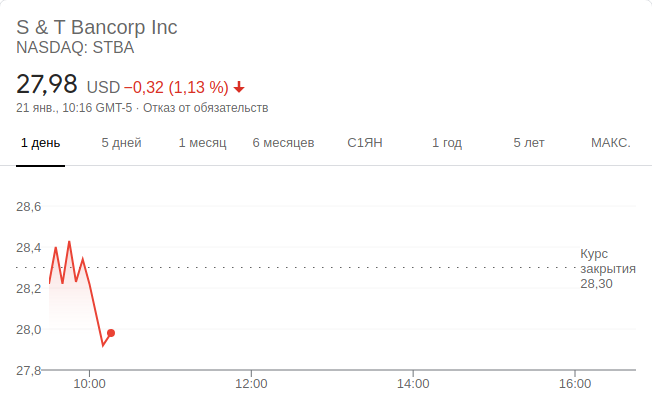 S & T Bancorp Inc
NASDAQ: STBA
27,98 USD −0,32 (1,13 %)
21 янв., 10:16 GMT-5 · Отказ от обязательств
1 день 5 дней 1 месяц 6 месяцев С1ЯН 1 год 5 лет МАКС.
28,6
28,4
Курс
закрытия
28,30
28,2
28,0
27,8
10:00 12:00 14:00 16:00